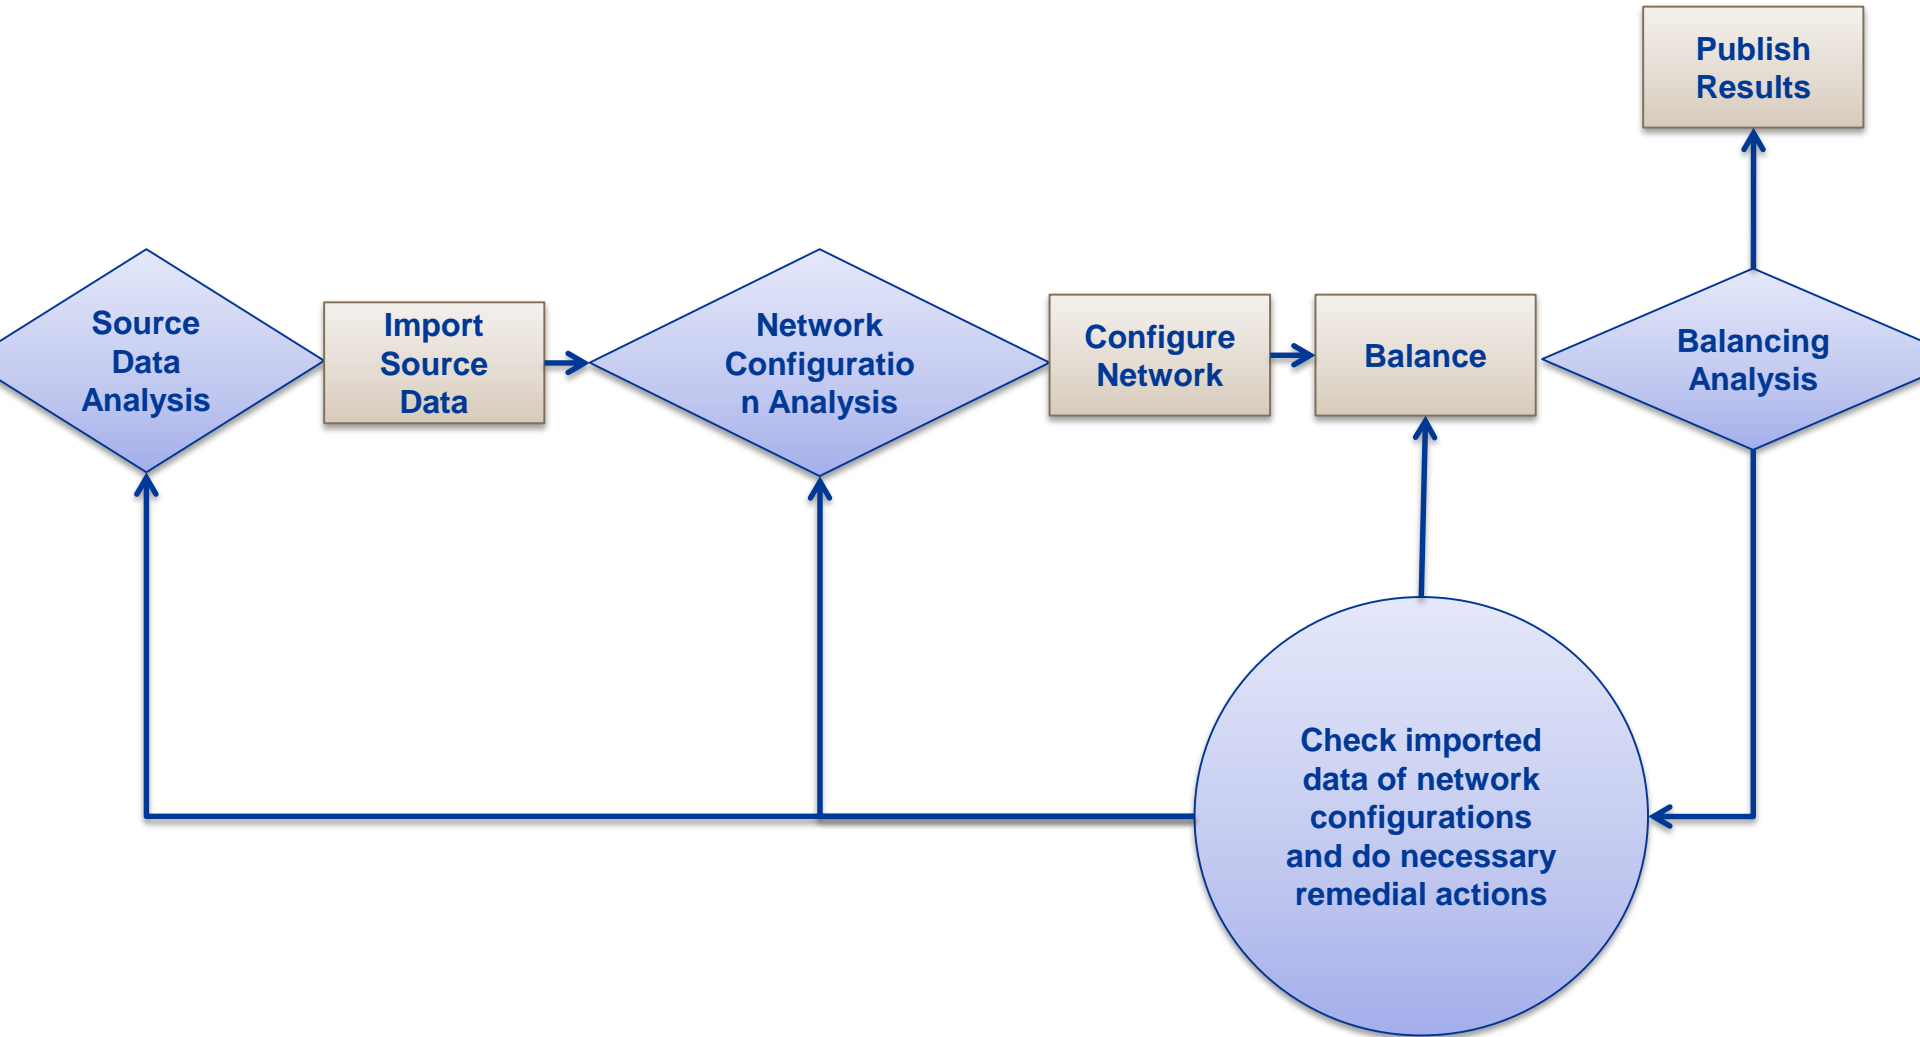 Publish
Results
Source
Data
Analysis
Import
Source
Data
Network
Configuratio
n Analysis
Configure
Network
Balance
Balancing
Analysis
Check imported
data of network
configurations
and do necessary
remedial actions